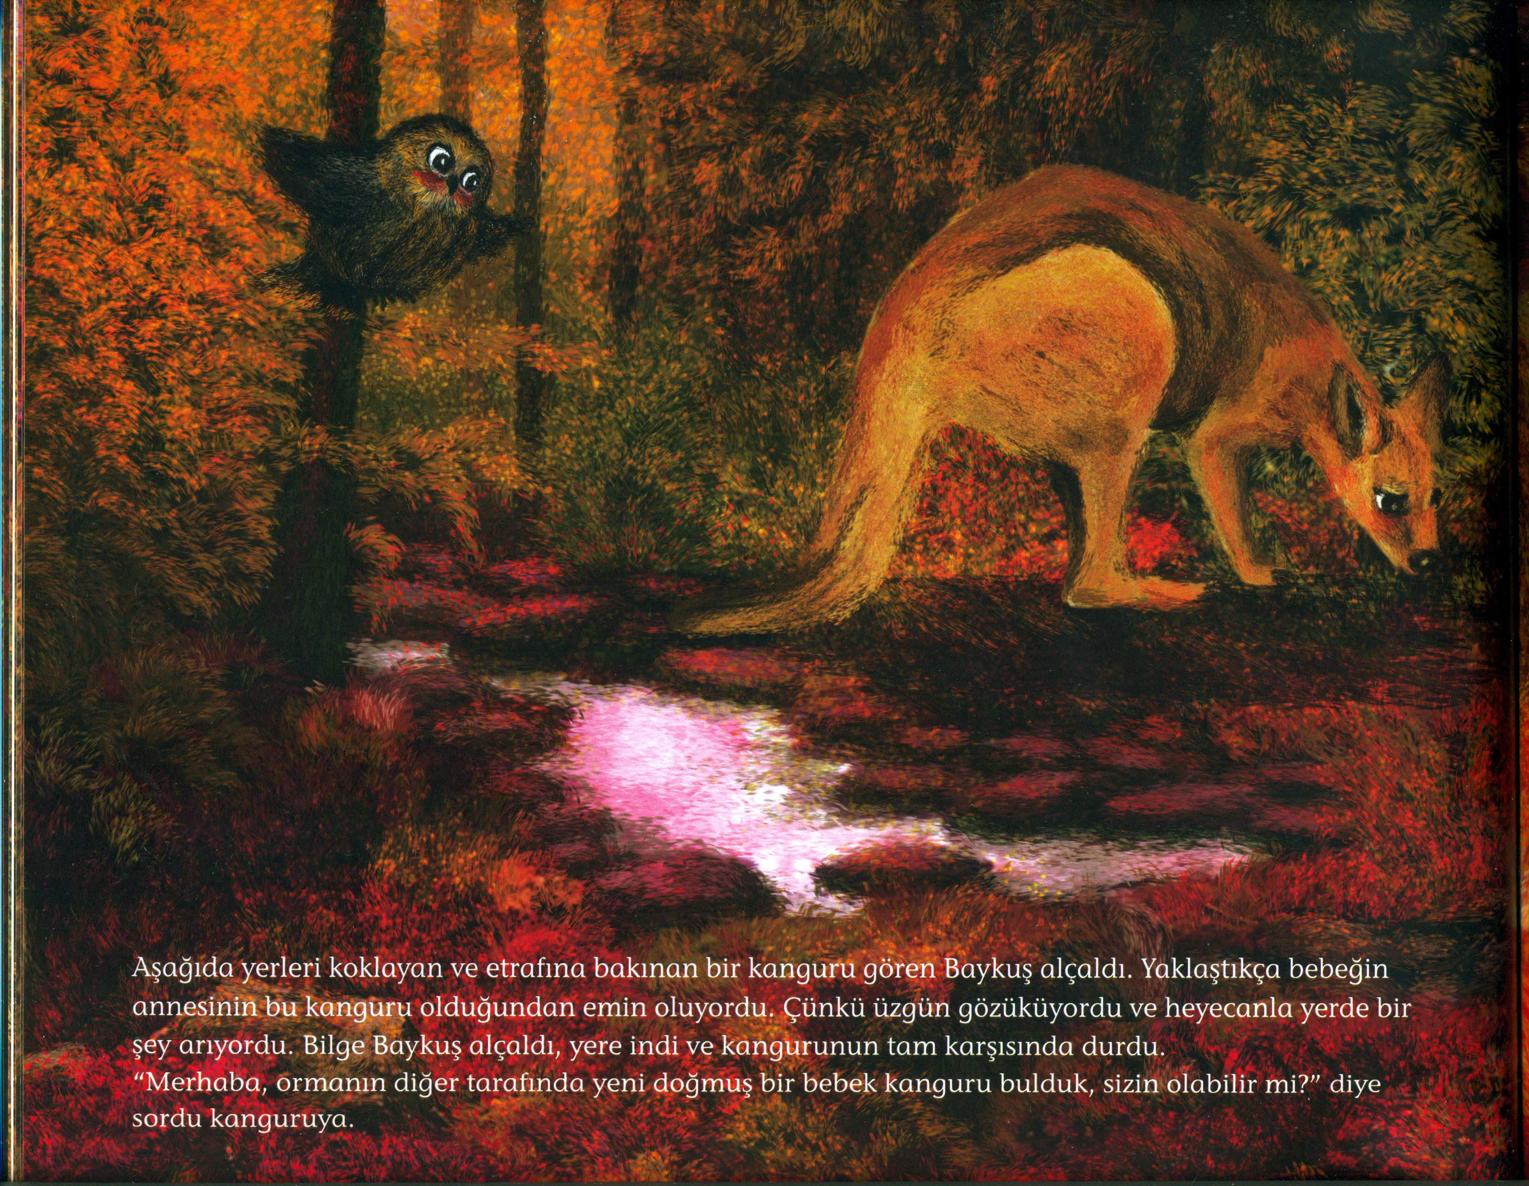 Aşağıda yerleri koklayan ve etrafına bakınan bir kanguru gören Baykuş alçaldı. Yaklaştıkça bebeğin
annesinin bu kanguru olduğundan emin oluyordu. Çünkü üzgün gözüküyordu ve heyecanla yerde bir
şey arıyordu. Bilge Baykuş alçaldı, yere indi ve kangurunun tam karşısında durdu.
“Merhaba, ormanın diğer tarafında yeni doğmuş bir bebek kanguru bulduk, sizin olabilir mi?” diye
sordu kanguruya.